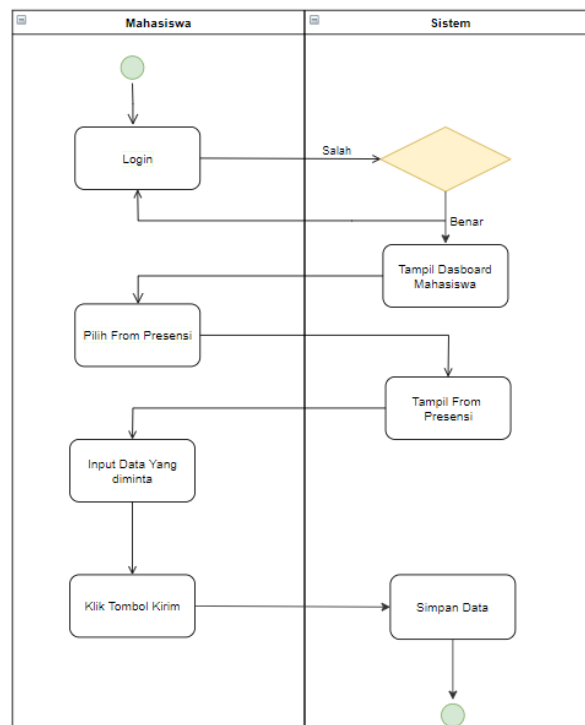 Mahasiswa
Sistem
Login
Salah
Benar
Tampil Dasboard
Mahasiswa
Pilih From Presensi
Tampil From
Presensi
Input Data Yang
diminta
Klik Tombol Kirim
Simpan Data